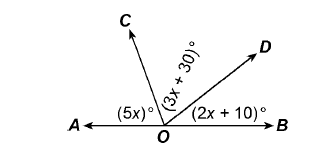 C
D
(3x + 30)°
(5x)° (2x + 10)°
A B
O